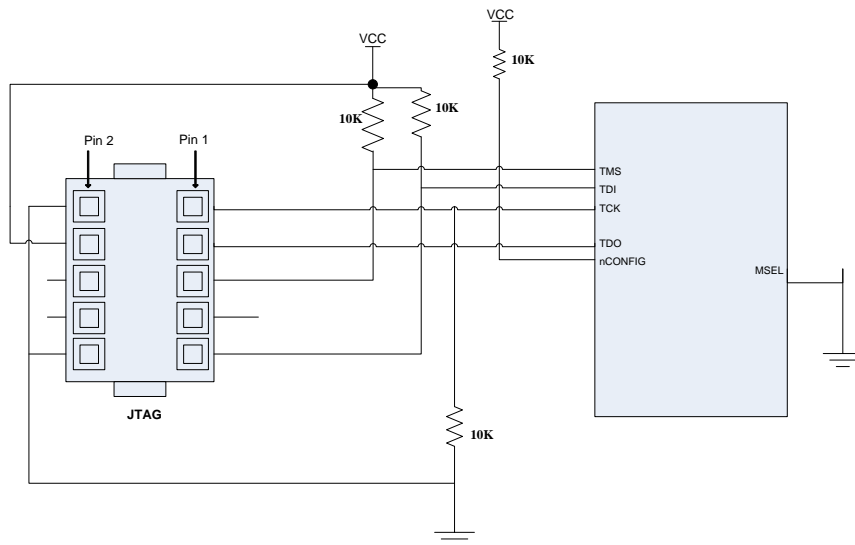 VCC
VCC
10K
10K
10K
Pin 2
Pin 1
TMS
TDI
TCK
TDO
nCONFIG
MSEL
JTAG
10K